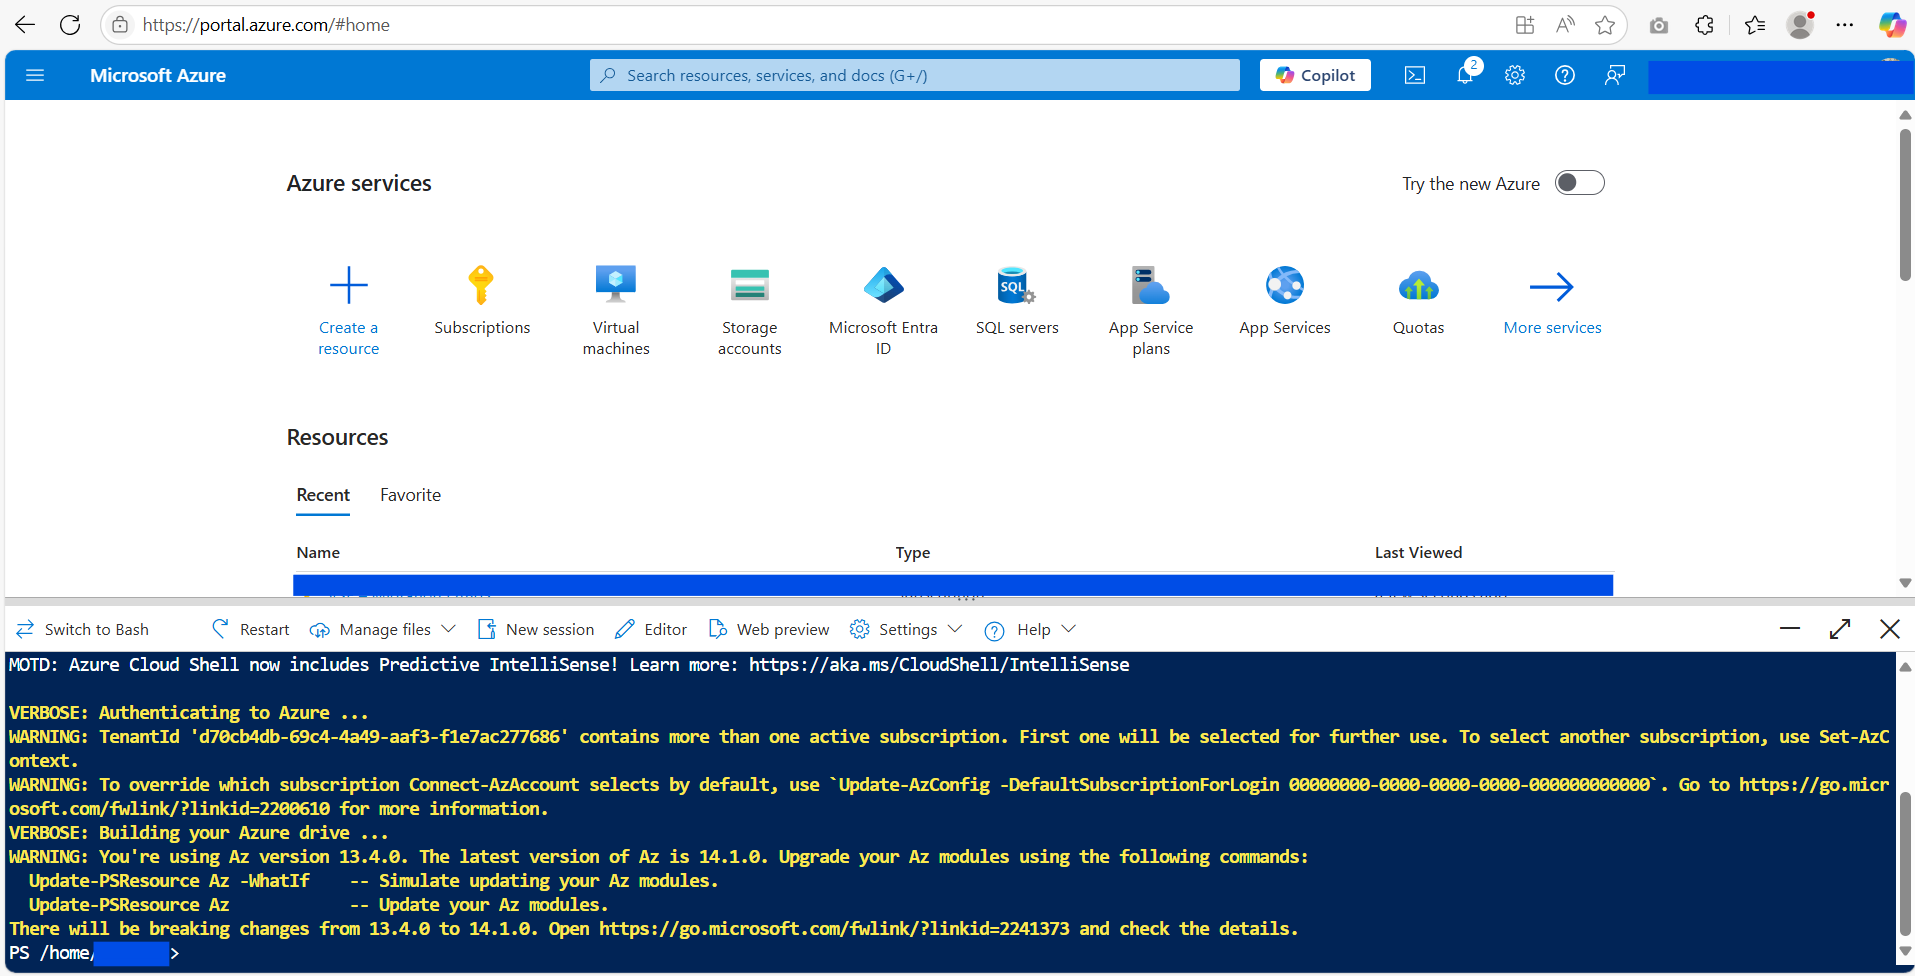 https://portal.azure.com/#home
Microsoft Azure
Search resources, services, and docs (G+/)
Copilot
2
Azure services
Try the new Azure
Create a
resource
Subscriptions
Virtual
machines
Storage
accounts
Microsoft Entra
ID
SQL
SQL servers
App Service
plans
App Services
Quotas
More services
Resources
Recent
Favorite
Name
Type
Last Viewed
Switch to Bash
Restart
Manage files
New session
Editor
Web preview
Settings
Help
MOTD: Azure Cloud Shell now includes Predictive IntelliSense! Learn more: https://aka.ms/CloudShell/IntelliSense
VERBOSE: Authenticating to Azure ...
WARNING: TenantId 'd70cb4db-69c4-4a49-aaf3-f1e7ac277686' contains more than one active subscription. First one will be selected for further use. To select another subscription, use Set-AzC
ontext.
WARNING: To override which subscription Connect-AzAccount selects by default, use `Update-AzConfig -DefaultSubscriptionForLogin 00000000-0000-0000-0000-000000000000`. Go to https://go.micr
osoft.com/fwlink/?linkid=2200610 for more information.
VERBOSE: Building your Azure drive ...
WARNING: You're using Az version 13.4.0. The latest version of Az is 14.1.0. Upgrade your Az modules using the following commands:
Update-PSResource Az -WhatIf    -- Simulate updating your Az modules.
Update-PSResource Az            -- Update your Az modules.
There will be breaking changes from 13.4.0 to 14.1.0. Open https://go.microsoft.com/fwlink/?linkid=2241373 and check the details.
PS /home/ >